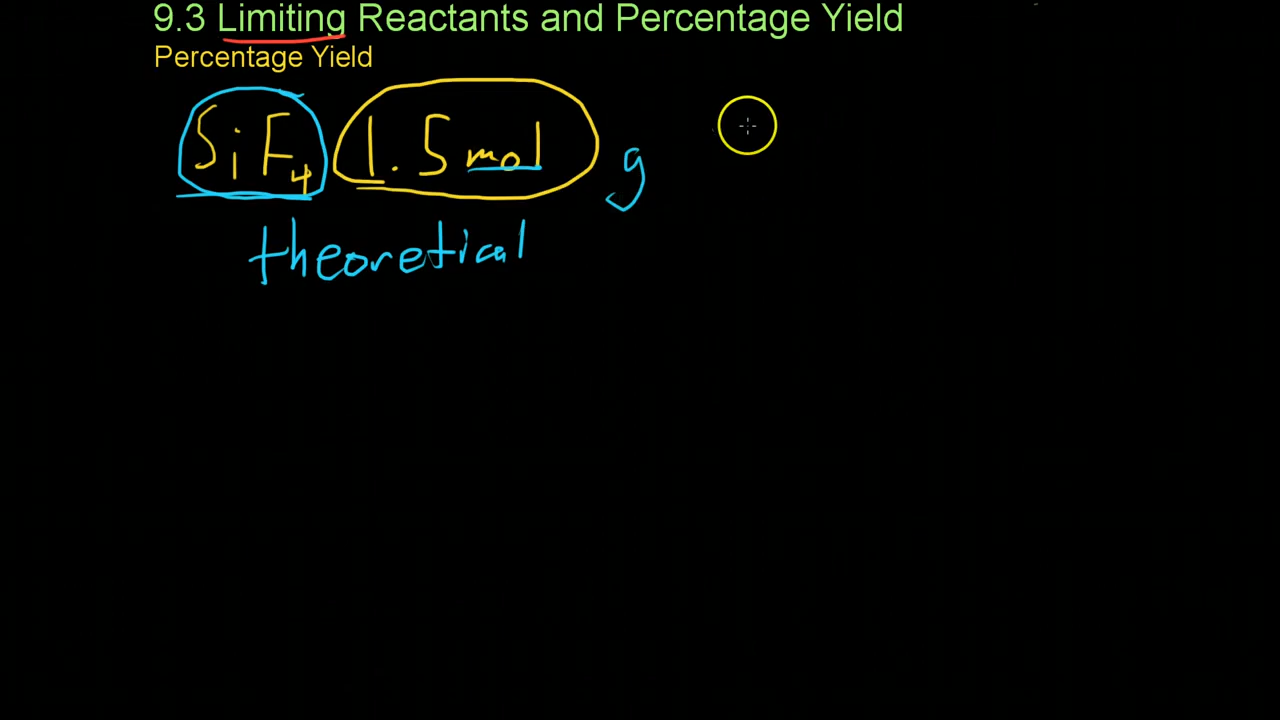 9.3 Limiting Reactants and Percentage Yield
Percentage Yield
SiF4 1.5 mol g
theoretical